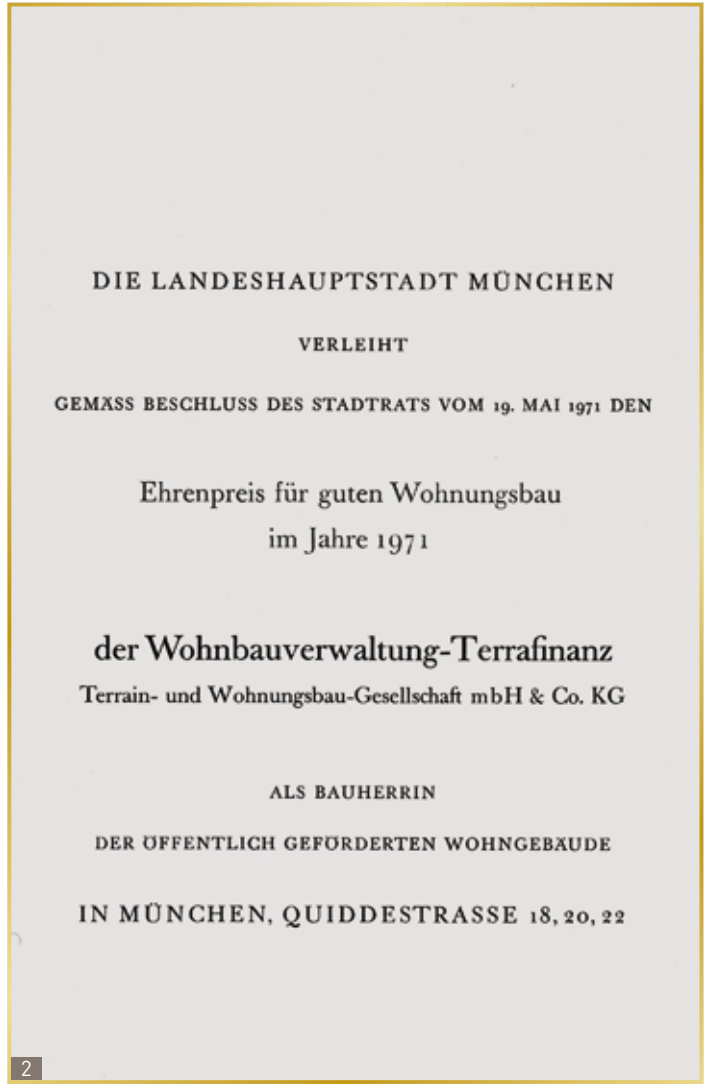 DIE LANDESHAUPTSTADT MÜNCHEN
VERLEIHT
GEMÄSS BESCHLUSS DES STADTRATS VOM 19. MAI 1971 DEN
Ehrenpreis für guten Wohnungsbau
im Jahre 1971
der Wohnbauverwaltung-Terrafinanz
Terrain- und Wohnungsbau-Gesellschaft mbH & Co. KG
ALS BAUHERRIN
DER ÖFFENTLICH GEFÖRDERTEN WOHNGEBÄUDE
IN MÜNCHEN, QUIDDESTRASSE 18, 20, 22
2